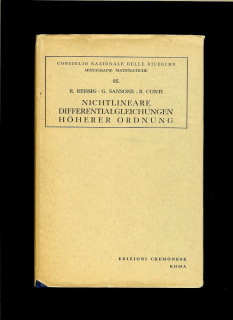 CONSIGLIO NAZIONALE DELLE RICERCHE
MONOGRAFIE MATEMATICHE
16.
R. REISSIG - G. SANSONE - R. CONTI
NICHTLINEARE
DIFFERENTIALGLEICHUNGEN
HÖHERER ORDNUNG
EDIZIONI CREMONESE
ROMA